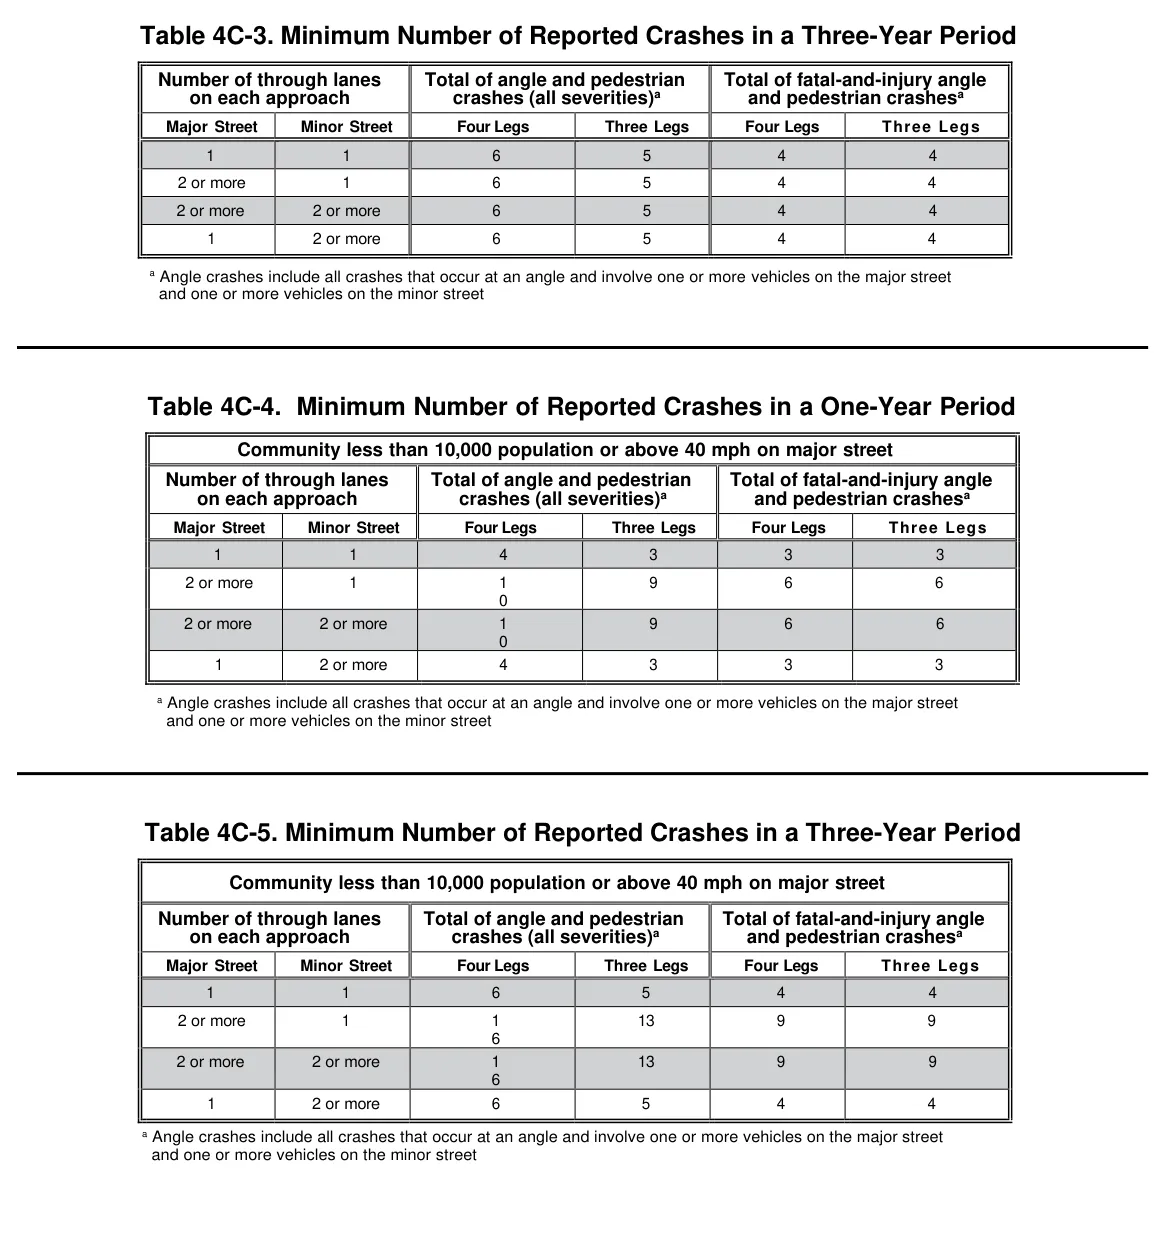 Table 4C-3. Minimum Number of Reported Crashes in a Three-Year Period
Number of through lanes on each approach | Total of angle and pedestrian crashes (all severities)ª | Total of fatal-and-injury angle and pedestrian crashesª
Major Street | Minor Street | Four Legs | Three Legs | Four Legs | Three Legs
1 | 1 | 6 | 5 | 4 | 4
2 or more | 1 | 6 | 5 | 4 | 4
2 or more | 2 or more | 6 | 5 | 4 | 4
1 | 2 or more | 6 | 5 | 4 | 4
ª Angle crashes include all crashes that occur at an angle and involve one or more vehicles on the major street
and one or more vehicles on the minor street
Table 4C-4. Minimum Number of Reported Crashes in a One-Year Period
Community less than 10,000 population or above 40 mph on major street
Number of through lanes on each approach | Total of angle and pedestrian crashes (all severities)ª | Total of fatal-and-injury angle and pedestrian crashesª
Major Street | Minor Street | Four Legs | Three Legs | Four Legs | Three Legs
1 | 1 | 4 | 3 | 3 | 3
2 or more | 1 | 10 | 9 | 6 | 6
2 or more | 2 or more | 10 | 9 | 6 | 6
1 | 2 or more | 4 | 3 | 3 | 3
ª Angle crashes include all crashes that occur at an angle and involve one or more vehicles on the major street
and one or more vehicles on the minor street
Table 4C-5. Minimum Number of Reported Crashes in a Three-Year Period
Community less than 10,000 population or above 40 mph on major street
Number of through lanes on each approach | Total of angle and pedestrian crashes (all severities)ª | Total of fatal-and-injury angle and pedestrian crashesª
Major Street | Minor Street | Four Legs | Three Legs | Four Legs | Three Legs
1 | 1 | 6 | 5 | 4 | 4
2 or more | 1 | 16 | 13 | 9 | 9
2 or more | 2 or more | 16 | 13 | 9 | 9
1 | 2 or more | 6 | 5 | 4 | 4
ª Angle crashes include all crashes that occur at an angle and involve one or more vehicles on the major street
and one or more vehicles on the minor street